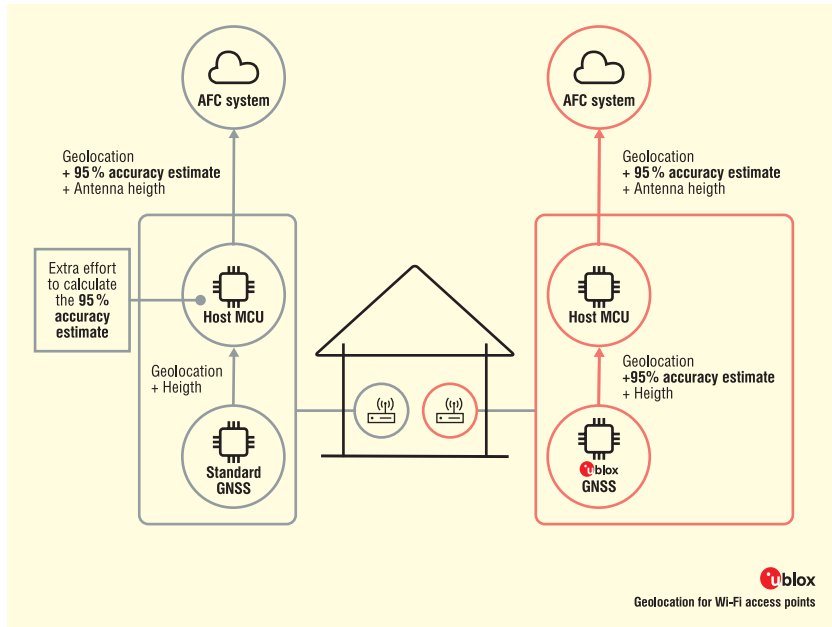 AFC system
Geolocation
+ 95 % accuracy estimate
+ Antenna heigth
Extra effort
to calculate
the 95 %
accuracy
estimate
Host MCU
Geolocation
+ Heigth
Standard
GNSS
AFC system
Geolocation
+ 95 % accuracy estimate
+ Antenna heigth
Host MCU
Geolocation
+95% accuracy estimate
+ Heigth
ublox
GNSS
ublox
Geolocation for Wi-Fi access points